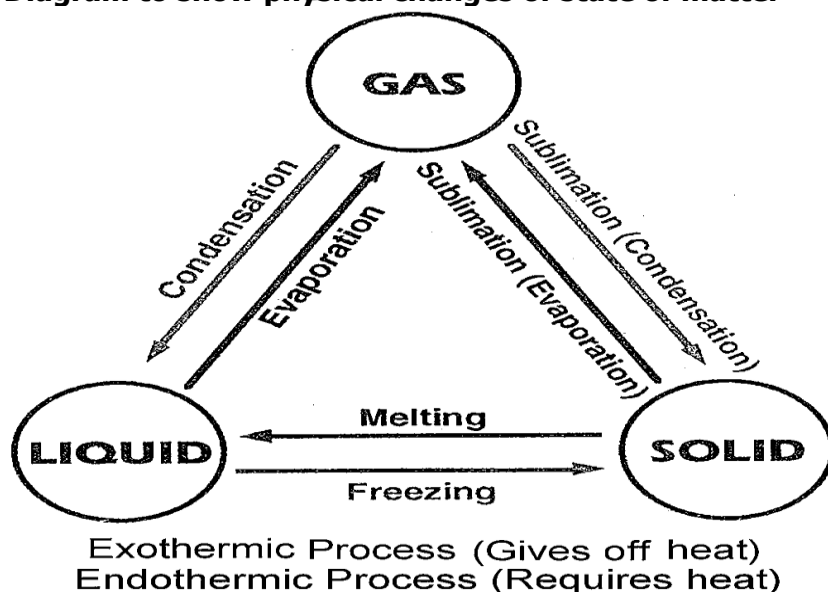 Diagram to show physical changes of state of matter
GAS
Condensation
Evaporation
Sublimation (Evaporation)
Sublimation (Condensation)
LIQUID
Melting
Freezing
SOLID
Exothermic Process (Gives off heat)
Endothermic Process (Requires heat)